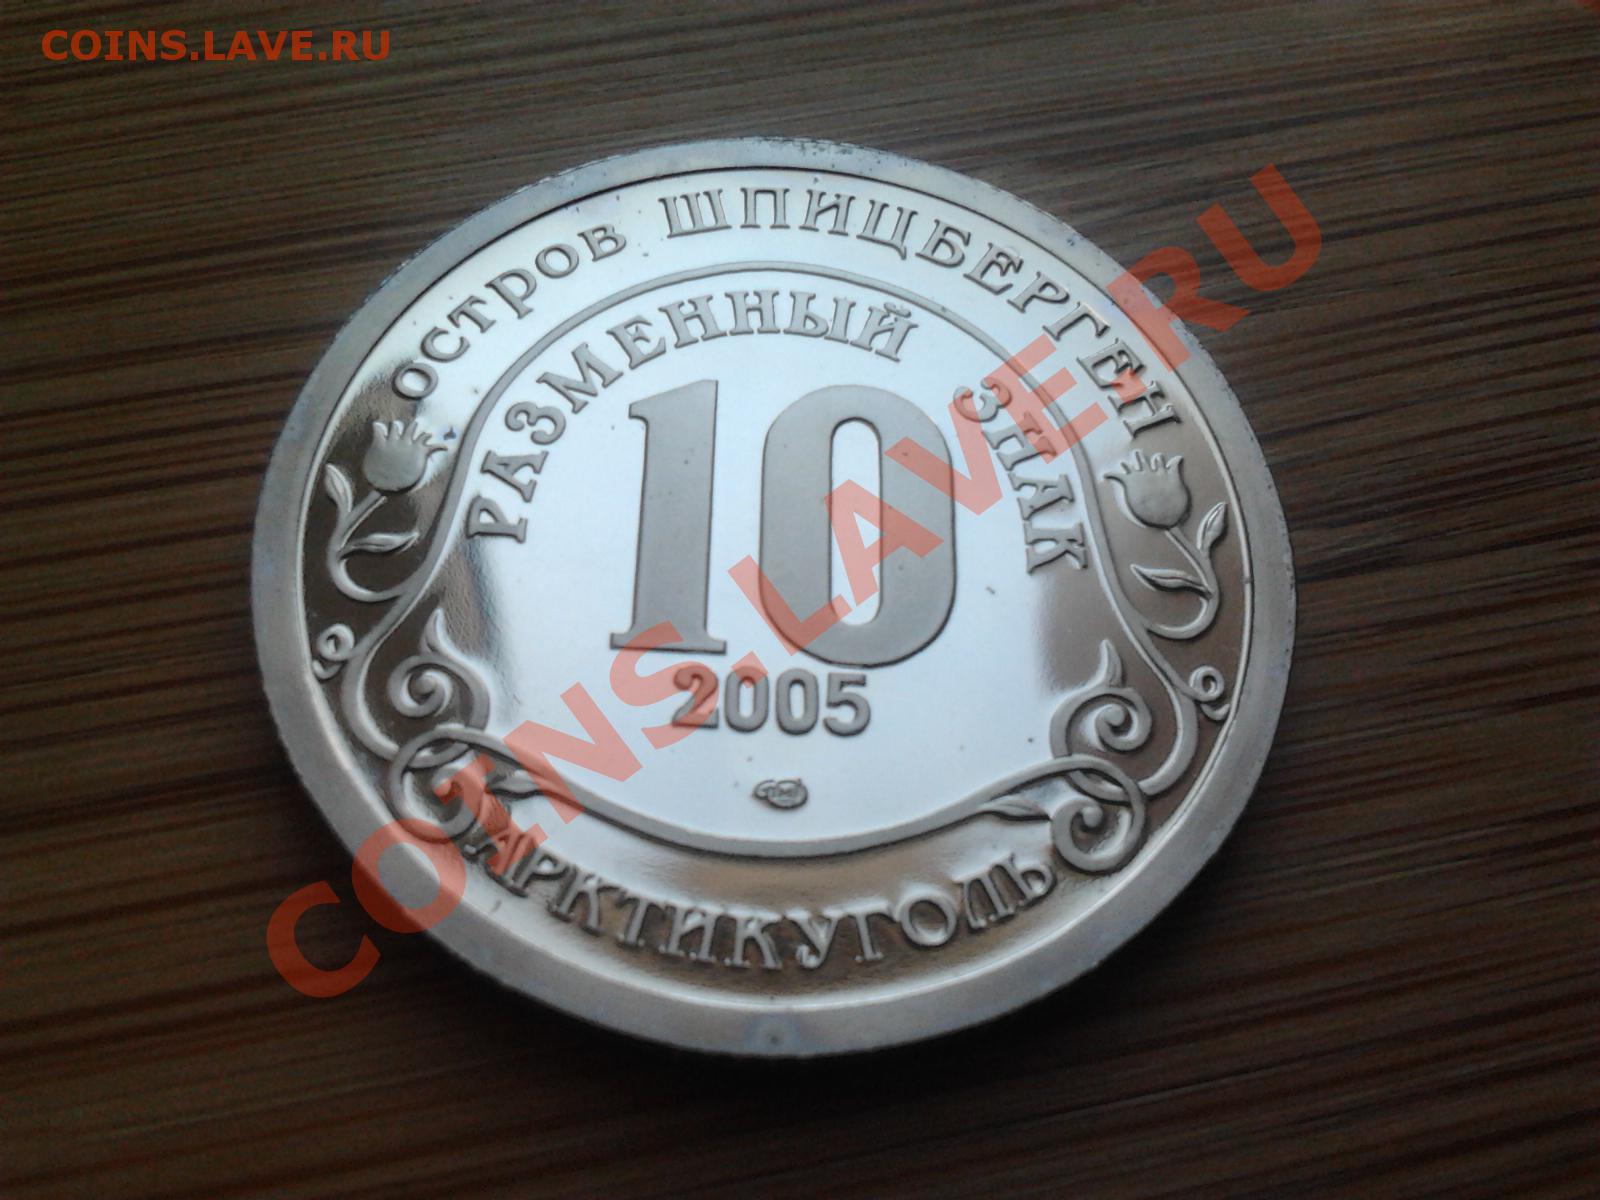 COINS.LAVE.RU
ОСТРОВ ШПИЦБЕРГЕН
РАЗМЕННЫЙ ЗНАК
10
2005
АРКТИКУГОЛЬ
COINS.LAVE.RU